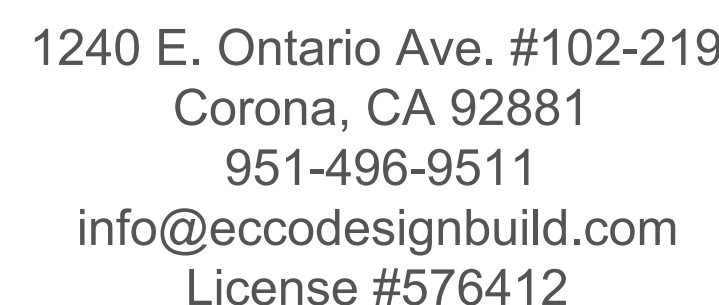 1240 E. Ontario Ave. #102-219
Corona, CA 92881
951-496-9511
info@eccodesignbuild.com
License #576412